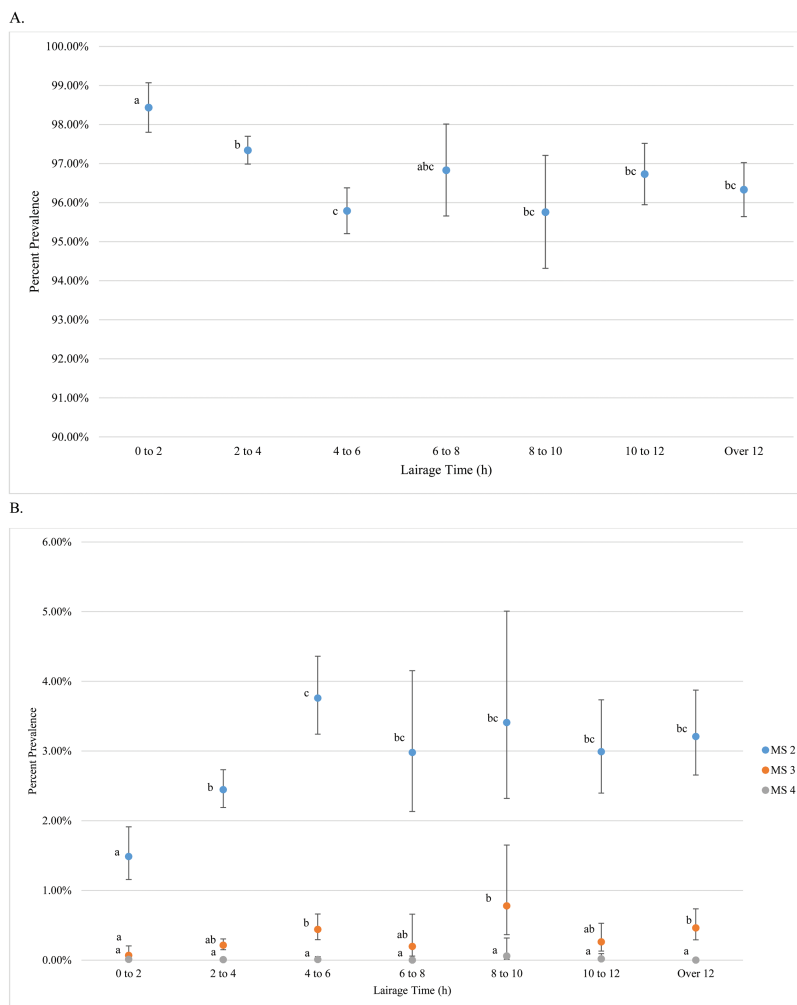 A.
100.00%
99.00%
98.00%
97.00%
96.00%
95.00%
94.00%
93.00%
92.00%
91.00%
90.00%
Percent Prevalence
a
b
c
abc
bc
bc
bc
0 to 2
2 to 4
4 to 6
6 to 8
8 to 10
10 to 12
Over 12
Lairage Time (h)
B.
6.00%
5.00%
4.00%
3.00%
2.00%
1.00%
0.00%
Percent Prevalence
a
b
c
bc
bc
bc
bc
a
ab
b
ab
b
ab
b
a
a
a
a
a
a
a
MS 2
MS 3
MS 4
0 to 2
2 to 4
4 to 6
6 to 8
8 to 10
10 to 12
Over 12
Lairage Time (h)